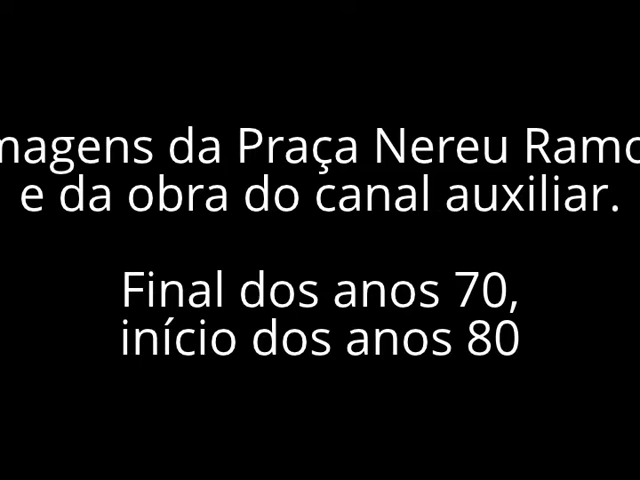 magens da Praça Nereu Ramo
e da obra do canal auxiliar.
Final dos anos 70,
início dos anos 80